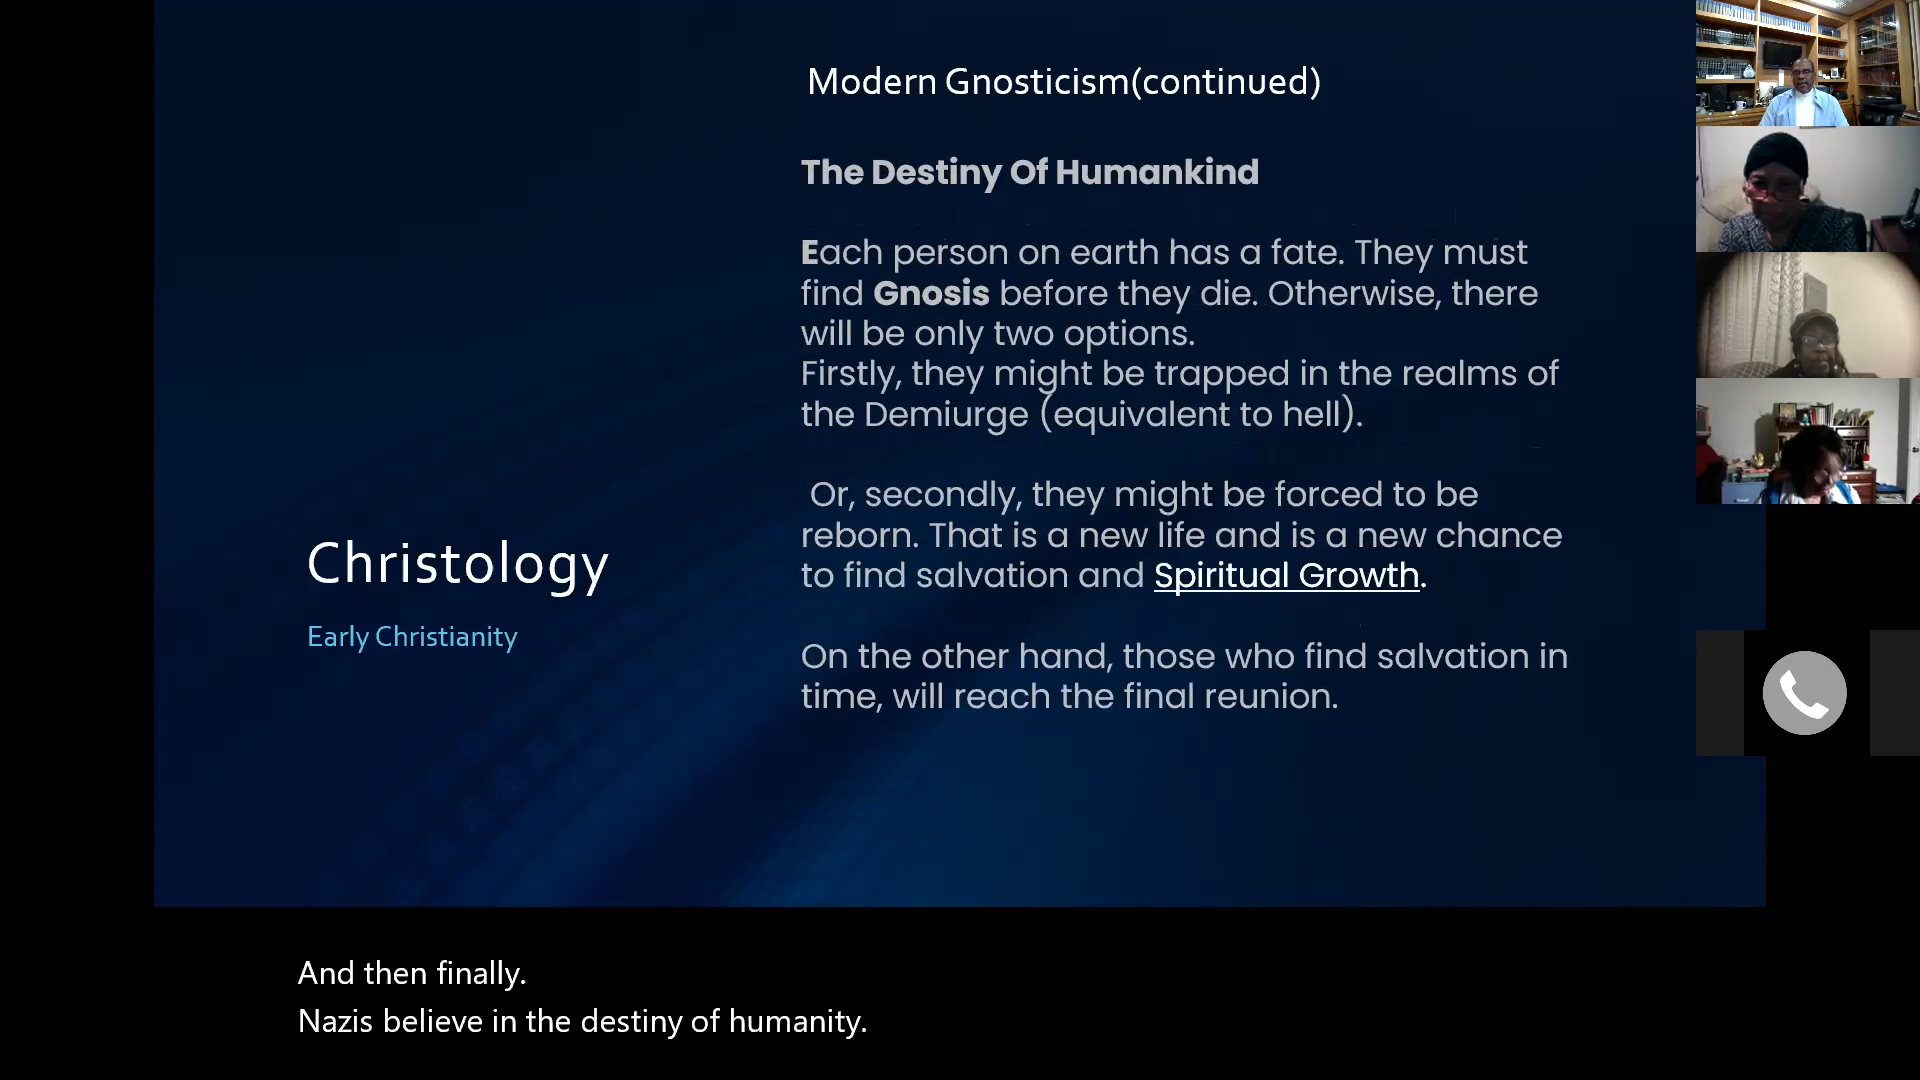 Modern Gnosticism(continued)
The Destiny Of Humankind
Each person on earth has a fate. They must
find Gnosis before they die. Otherwise, there
will be only two options.
Firstly, they might be trapped in the realms of
the Demiurge (equivalent to hell).
Or, secondly, they might be forced to be
reborn. That is a new life and is a new chance
to find salvation and Spiritual Growth.
On the other hand, those who find salvation in
time, will reach the final reunion.
Christology
Early Christianity
And then finally.
Nazis believe in the destiny of humanity.